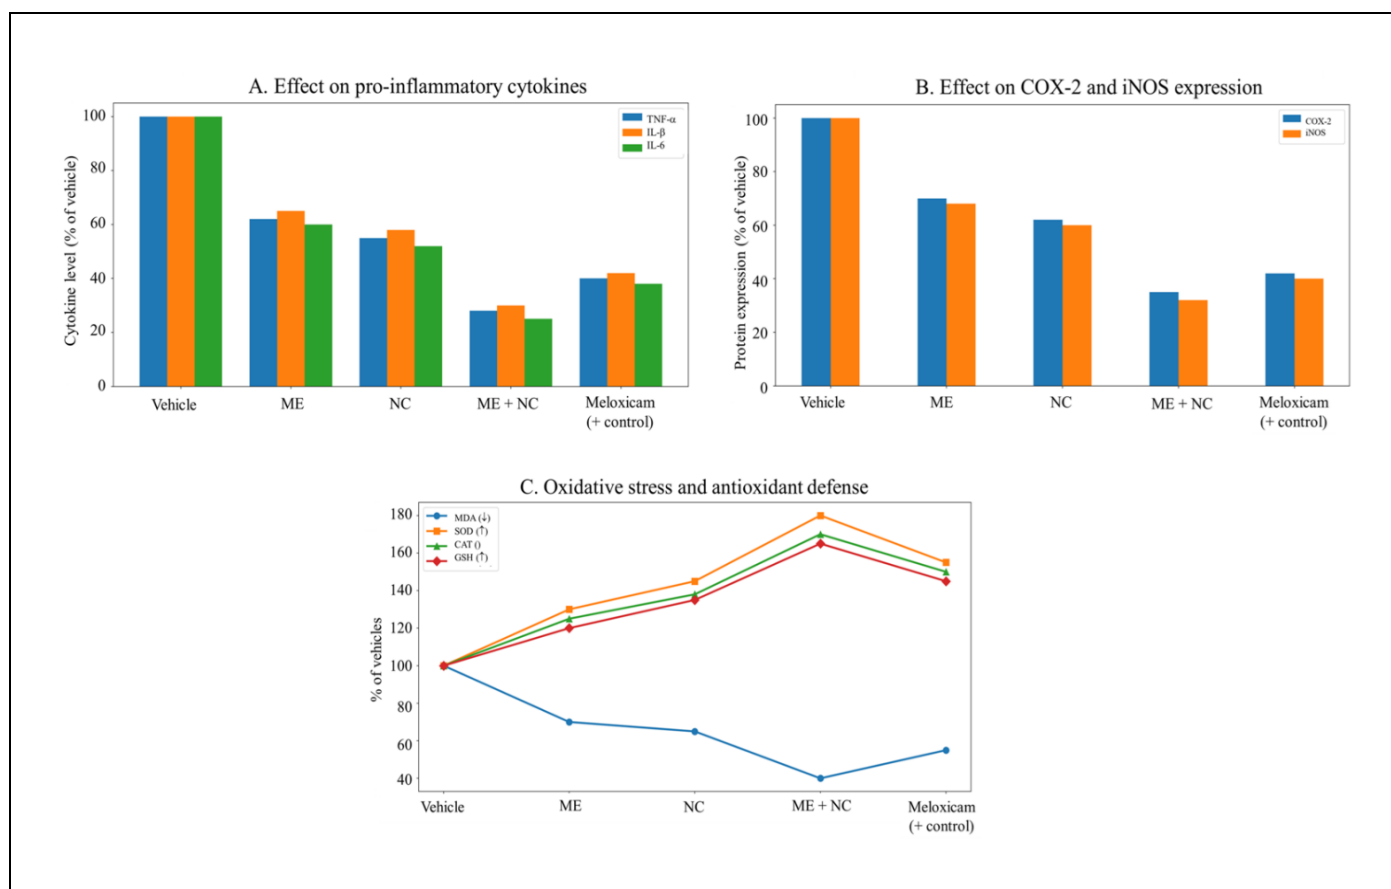 A. Effect on pro-inflammatory cytokines
Cytokine level (% of vehicle)
100
80
60
40
20
0
TNF-α
IL-β
IL-6
Vehicle
ME
NC
ME + NC
Meloxicam
(+ control)
B. Effect on COX-2 and iNOS expression
Protein expression (% of vehicle)
100
80
60
40
20
0
COX-2
iNOS
Vehicle
ME
NC
ME + NC
Meloxicam
(+ control)
C. Oxidative stress and antioxidant defense
% of vehicles
180
160
140
120
100
80
60
40
MDA (↓)
SOD (↑)
CAT ()
GSH (↑)
Vehicle
ME
NC
ME + NC
Meloxicam
(+ control)